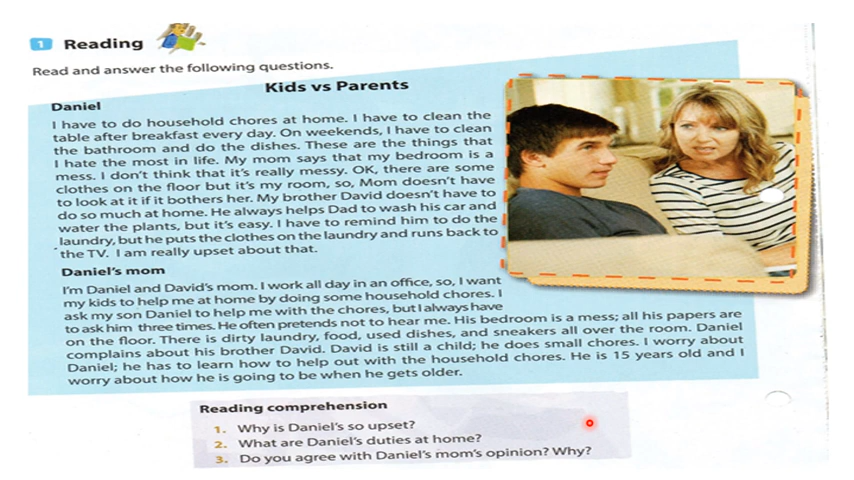 1 Reading
Read and answer the following questions.
Kids vs Parents
Daniel
I have to do household chores at home. I have to clean the
table after breakfast every day. On weekends, I have to clean
the bathroom and do the dishes. These are the things that
I hate the most in life. My mom says that my bedroom is a
mess. I don't think that it's really messy. OK, there are some
clothes on the floor but it's my room, so, Mom doesn't have
to look at it if it bothers her. My brother David doesn't have to
do so much at home. He always helps Dad to wash his car and
water the plants, but it's easy. I have to remind him to do the
laundry, but he puts the clothes on the laundry and runs back to
the TV. I am really upset about that.
Daniel's mom
I'm Daniel and David's mom. I work all day in an office, so, I want
my kids to help me at home by doing some household chores. I
ask my son Daniel to help me with the chores, but I always have
to ask him three times. He often pretends not to hear me. His bedroom is a mess; all his papers are
on the floor. There is dirty laundry, food, used dishes, and sneakers all over the room. Daniel
complains about his brother David. David is still a child; he does small chores. I worry about
Daniel; he has to learn how to help out with the household chores. He is 15 years old and I
worry about how he is going to be when he gets older.
Reading comprehension
1. Why is Daniel's so upset?
2. What are Daniel's duties at home?
3. Do you agree with Daniel's mom's opinion? Why?